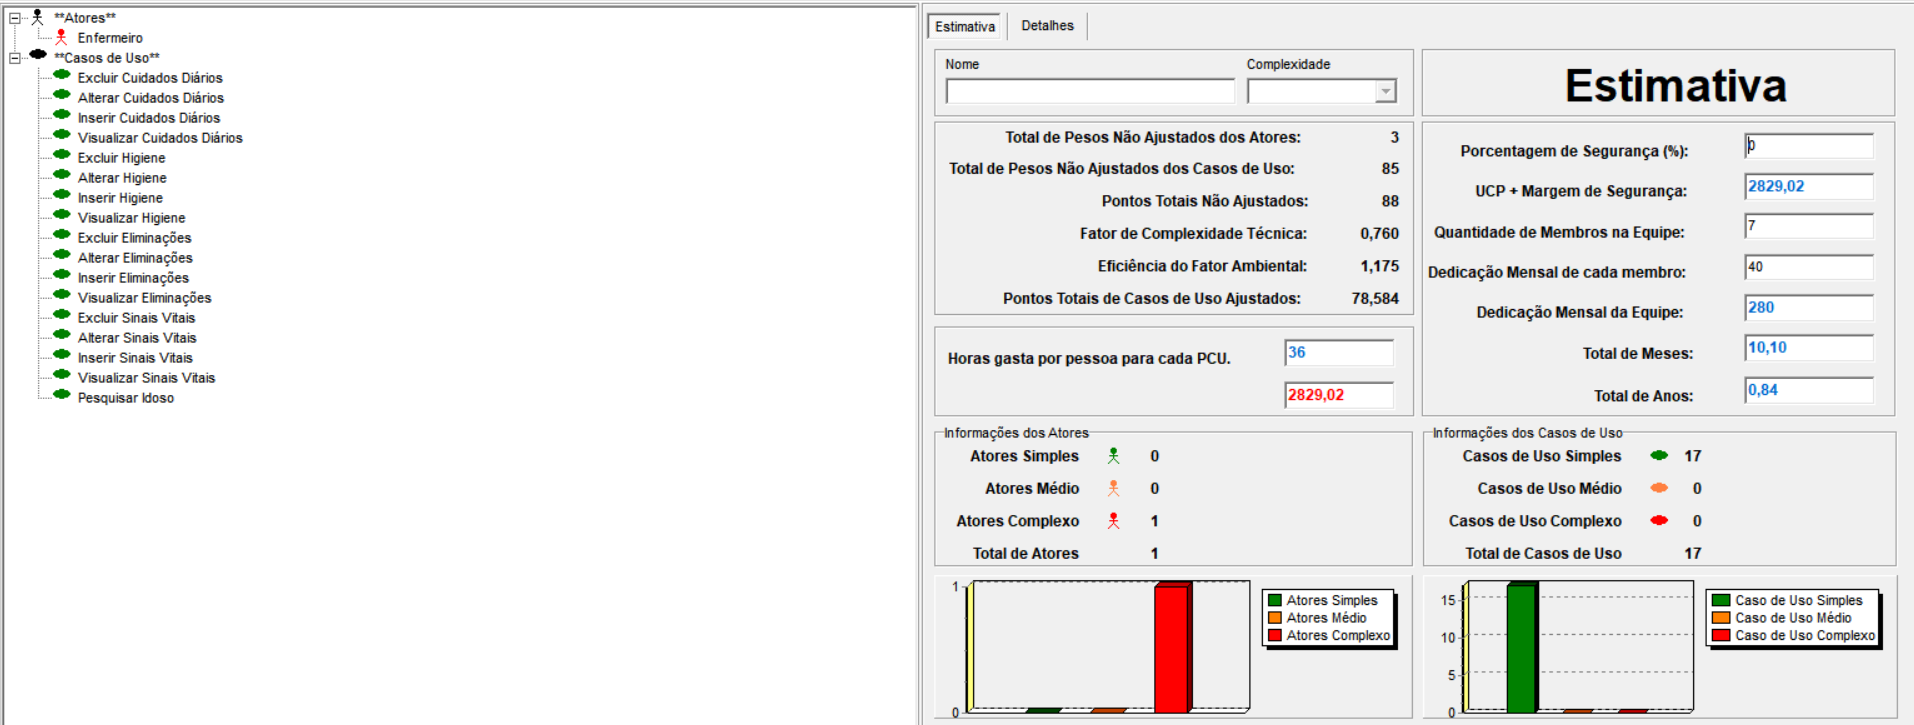 **Atores**
Enfermeiro
**Casos de Uso**
Excluir Cuidados Diários
Alterar Cuidados Diários
Inserir Cuidados Diários
Visualizar Cuidados Diários
Excluir Higiene
Alterar Higiene
Inserir Higiene
Visualizar Higiene
Excluir Eliminações
Alterar Eliminações
Inserir Eliminações
Visualizar Eliminações
Excluir Sinais Vitais
Alterar Sinais Vitais
Inserir Sinais Vitais
Visualizar Sinais Vitais
Pesquisar Idoso
Estimativa Detalhes
Nome Complexidade
Estimativa
Total de Pesos Não Ajustados dos Atores: 3
Total de Pesos Não Ajustados dos Casos de Uso: 85
Pontos Totais Não Ajustados: 88
Fator de Complexidade Técnica: 0,760
Eficiência do Fator Ambiental: 1,175
Pontos Totais de Casos de Uso Ajustados: 78,584
Porcentagem de Segurança (%): 0
UCP + Margem de Segurança: 2829,02
Quantidade de Membros na Equipe: 7
Dedicação Mensal de cada membro: 40
Dedicação Mensal da Equipe: 280
Total de Meses: 10,10
Total de Anos: 0,84
Horas gasta por pessoa para cada PCU. 36
2829,02
Informações dos Atores
Atores Simples 0
Atores Médio 0
Atores Complexo 1
Total de Atores 1
Informações dos Casos de Uso
Casos de Uso Simples 17
Casos de Uso Médio 0
Casos de Uso Complexo 0
Total de Casos de Uso 17
1
0
Atores Simples
Atores Médio
Atores Complexo
15
10
5
0
Caso de Uso Simples
Caso de Uso Médio
Caso de Uso Complexo